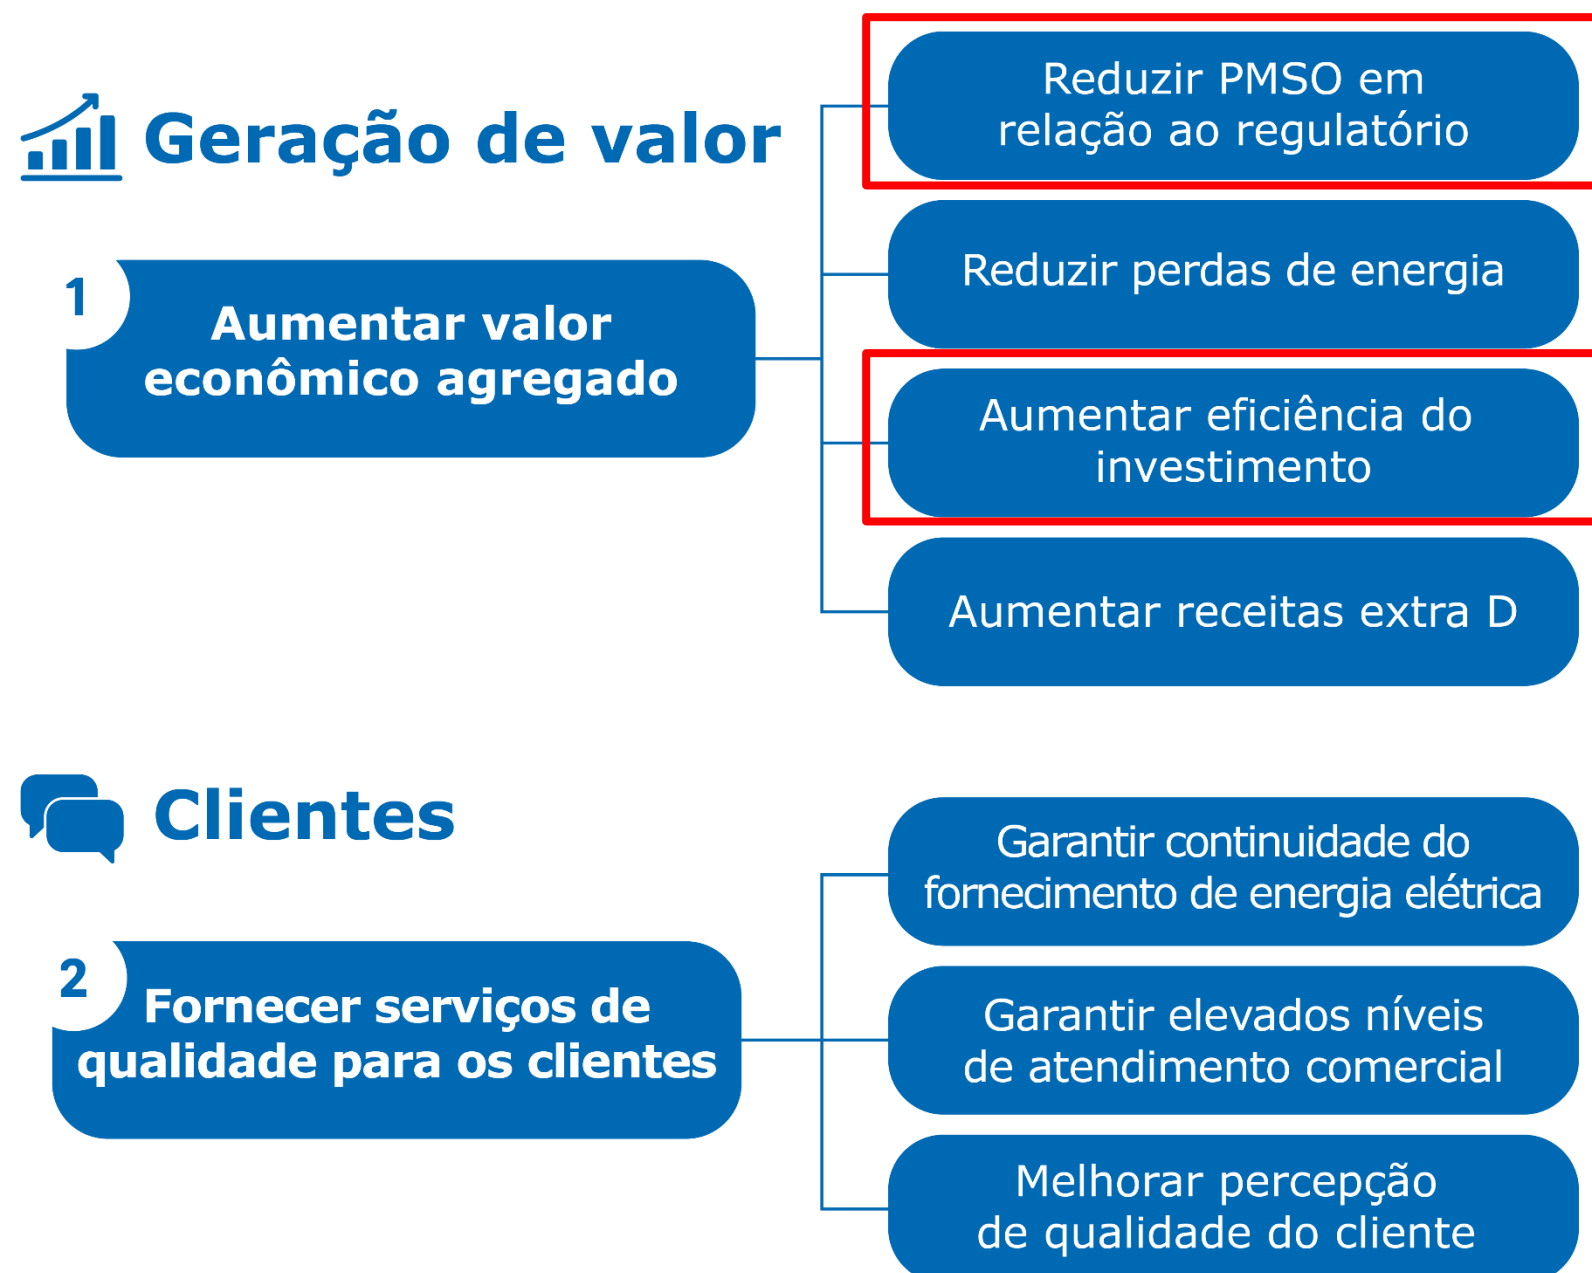 Geração de valor
1
Aumentar valor
econômico agregado
Reduzir PMSO em
relação ao regulatório
Reduzir perdas de energia
Aumentar eficiência do
investimento
Aumentar receitas extra D
Clientes
2
Fornecer serviços de
qualidade para os clientes
Garantir continuidade do
fornecimento de energia elétrica
Garantir elevados níveis
de atendimento comercial
Melhorar percepção
de qualidade do cliente